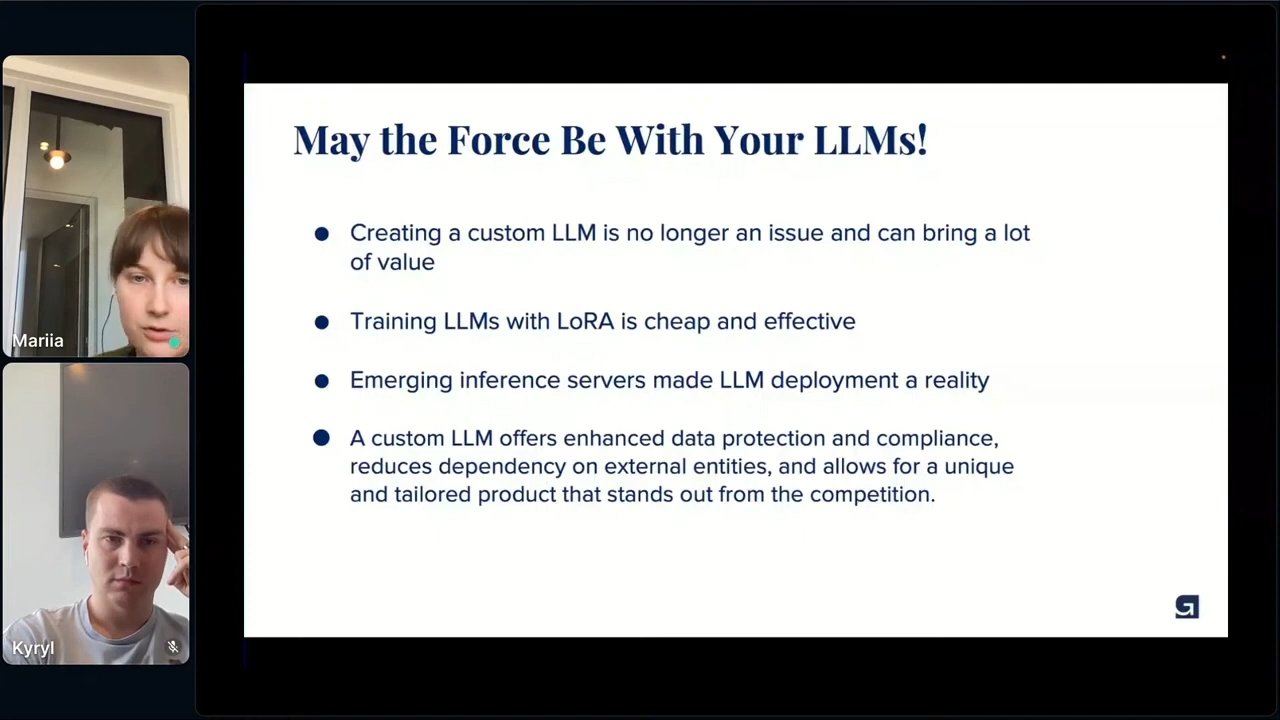 May the Force Be With Your LLMs!
Creating a custom LLM is no longer an issue and can bring a lot
of value
Training LLMs with LoRA is cheap and effective
Emerging inference servers made LLM deployment a reality
A custom LLM offers enhanced data protection and compliance,
reduces dependency on external entities, and allows for a unique
and tailored product that stands out from the competition.
Mariia
Kyryl